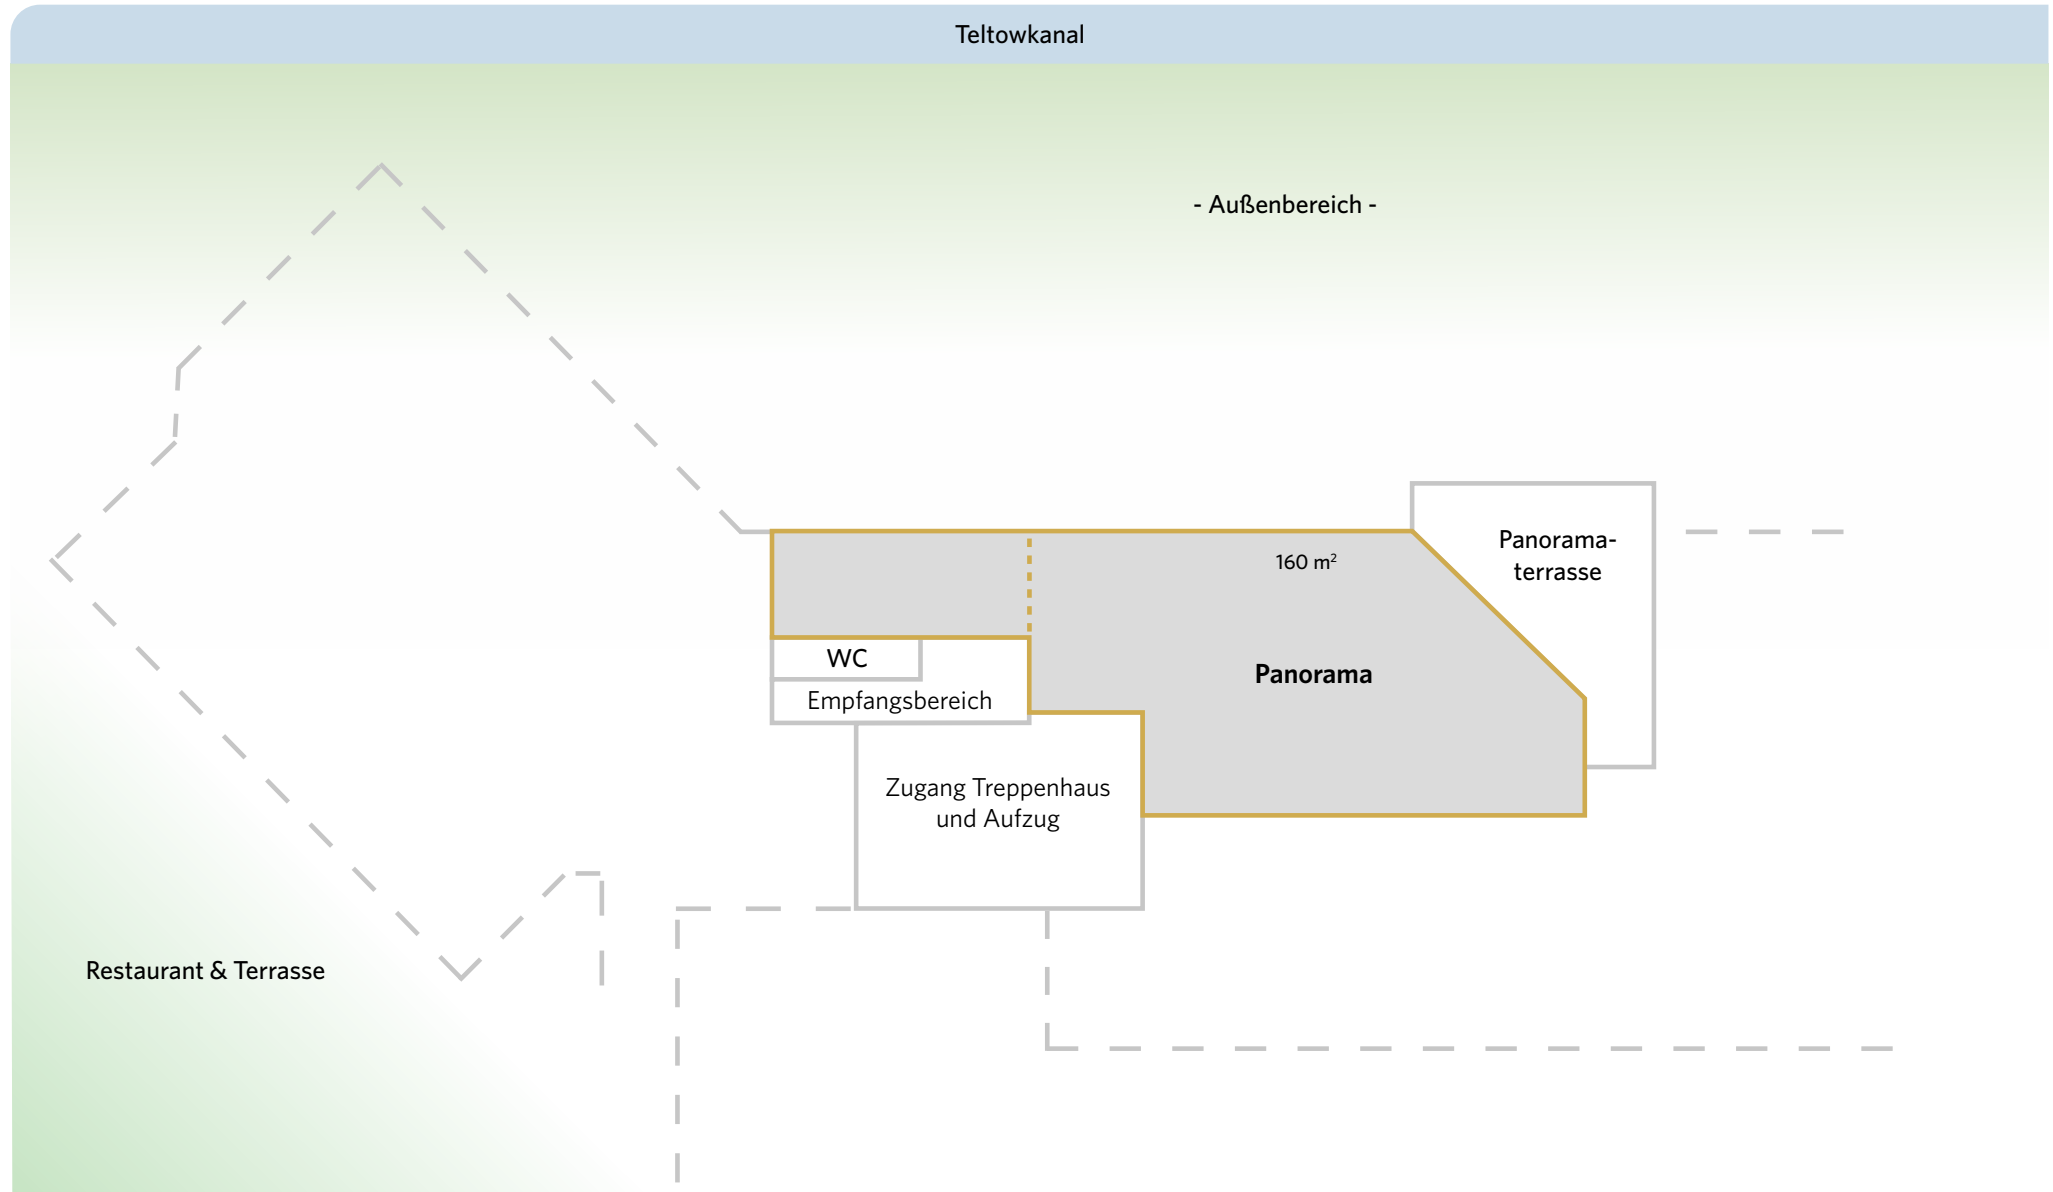 Teltowkanal
- Außenbereich -
Panorama-
terrasse
160 m²
WC
Panorama
Empfangsbereich
Zugang Treppenhaus
und Aufzug
Restaurant & Terrasse